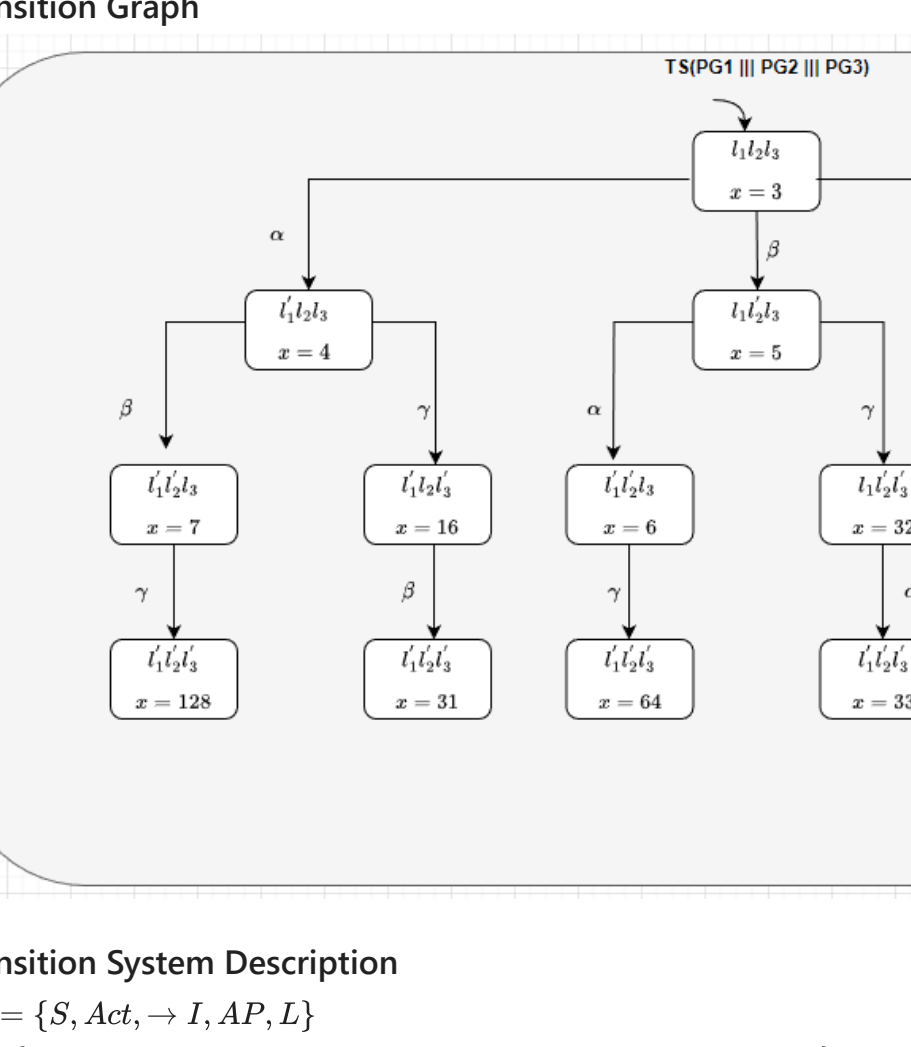 nsition Graph
TS(PG1 ||| PG2 ||| PG3)
l₁l₂l₃
x = 3
α
β
l₁′l₂l₃
x = 4
l₁l₂′l₃
x = 5
β
γ
α
γ
l₁′l₂′l₃
x = 7
l₁′l₂l₃′
x = 16
l₁′l₂′l₃
x = 6
l₁l₂′l₃′
x = 32
γ
β
γ
l₁′l₂′l₃′
x = 128
l₁′l₂′l₃′
x = 31
l₁′l₂′l₃′
x = 64
l₁′l₂′l₃′
x = 33
nsition System Description
= {S, Act, → I, AP, L}